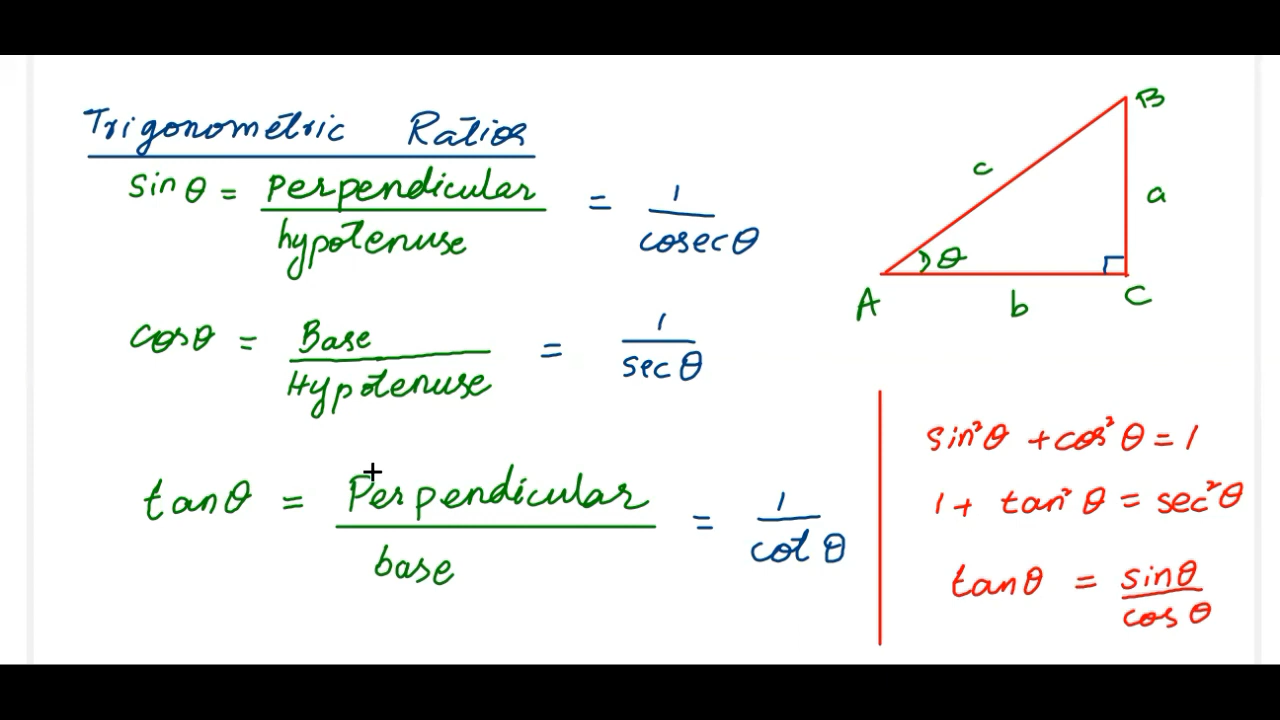 Trigonometric Ratios
sin θ = Perpendicular / hypotenuse = 1 / cosec θ
cos θ = Base / Hypotenuse = 1 / sec θ
tan θ = Perpendicular / base = 1 / cot θ
B
c
a
θ
A
b
C
sin²θ + cos²θ = 1
1 + tan²θ = sec²θ
tan θ = sin θ / cos θ